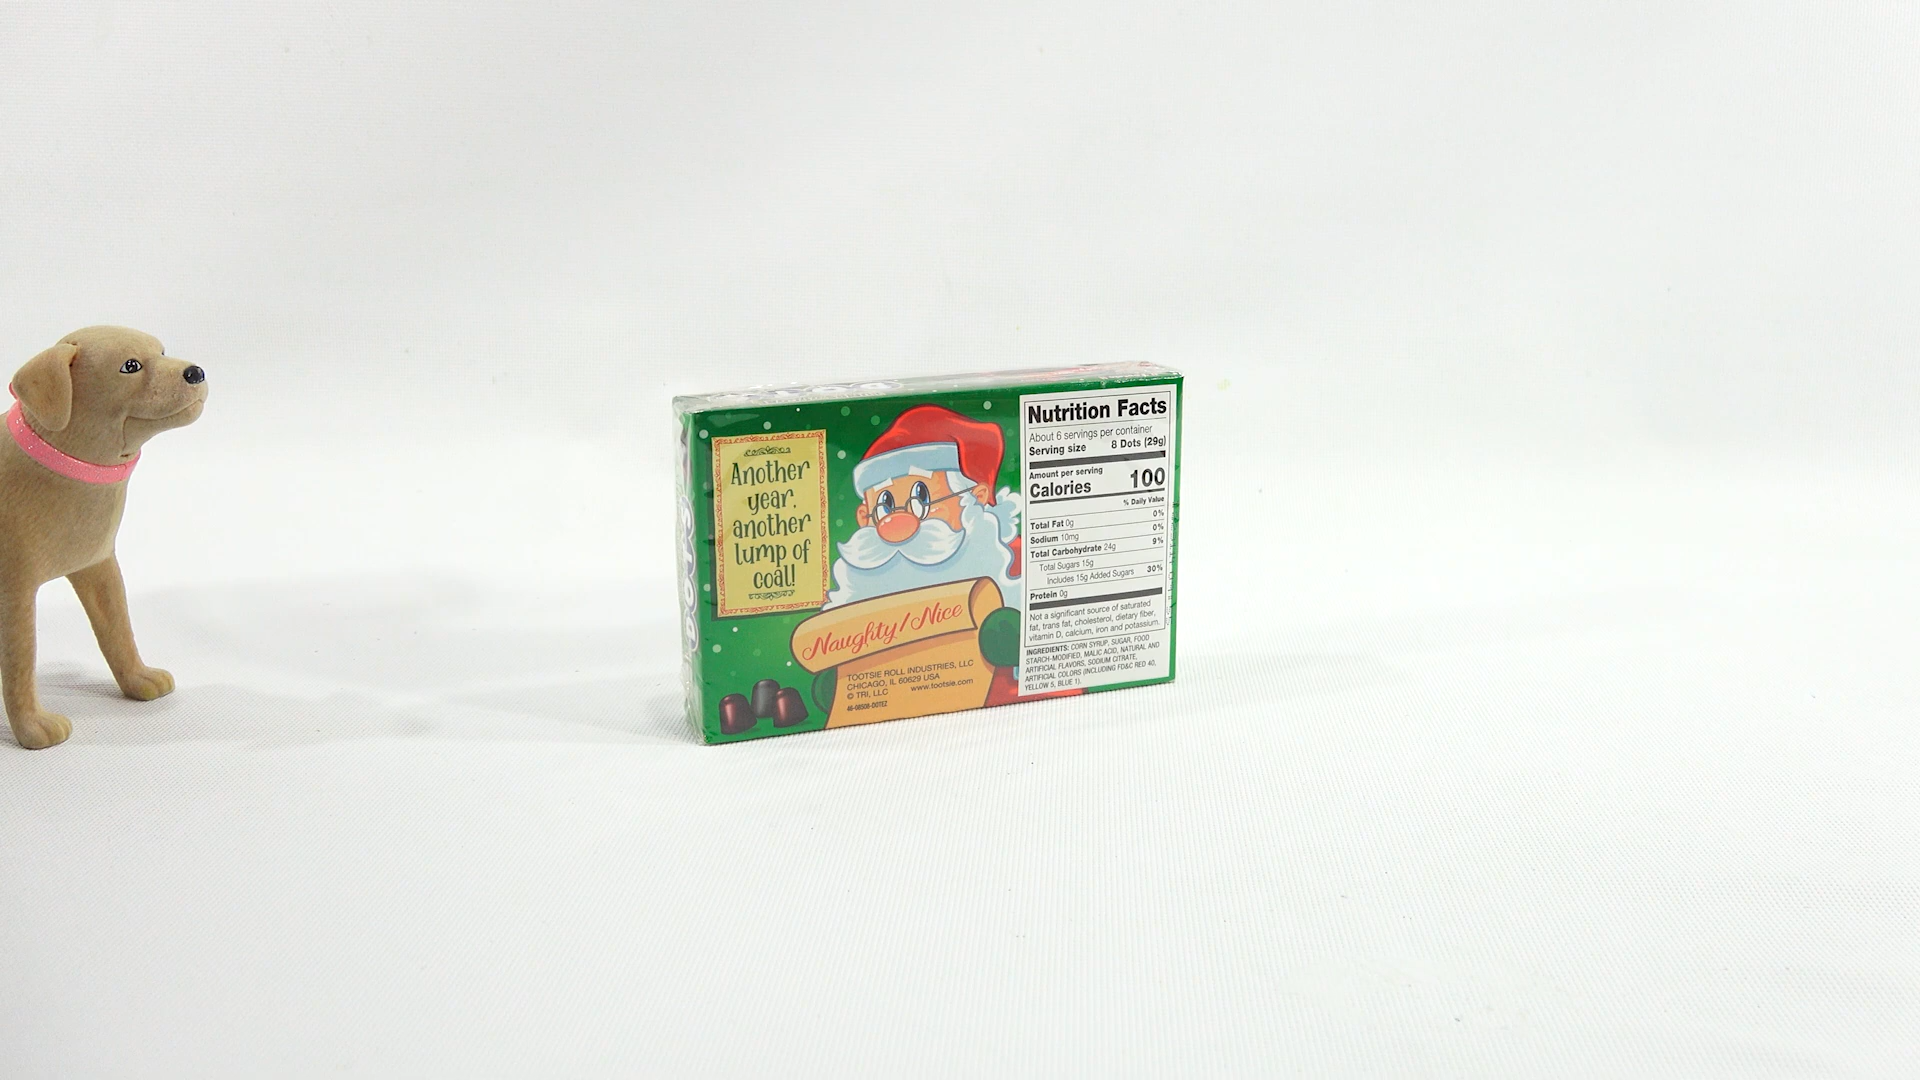 Another
year,
another
lump of
coal!
Naughty/Nice
TOOTSIE ROLL INDUSTRIES, LLC
CHICAGO, IL 60629 USA
© TRI, LLC www.tootsie.com
Nutrition Facts
About 6 servings per container
Serving size 8 Dots (29g)
Amount per serving
Calories 100
% Daily Value
Total Fat 0g 0%
Sodium 10mg 0%
Total Carbohydrate 24g 9%
Total Sugars 15g
Includes 15g Added Sugars 30%
Protein 0g
Not a significant source of saturated
fat, trans fat, cholesterol, dietary fiber,
vitamin D, calcium, iron and potassium.
INGREDIENTS: CORN SYRUP, SUGAR, FOOD
STARCH-MODIFIED, MALIC ACID, NATURAL AND
ARTIFICIAL FLAVORS, SODIUM CITRATE,
ARTIFICIAL COLORS (INCLUDING FD&C RED 40,
YELLOW 5, BLUE 1).